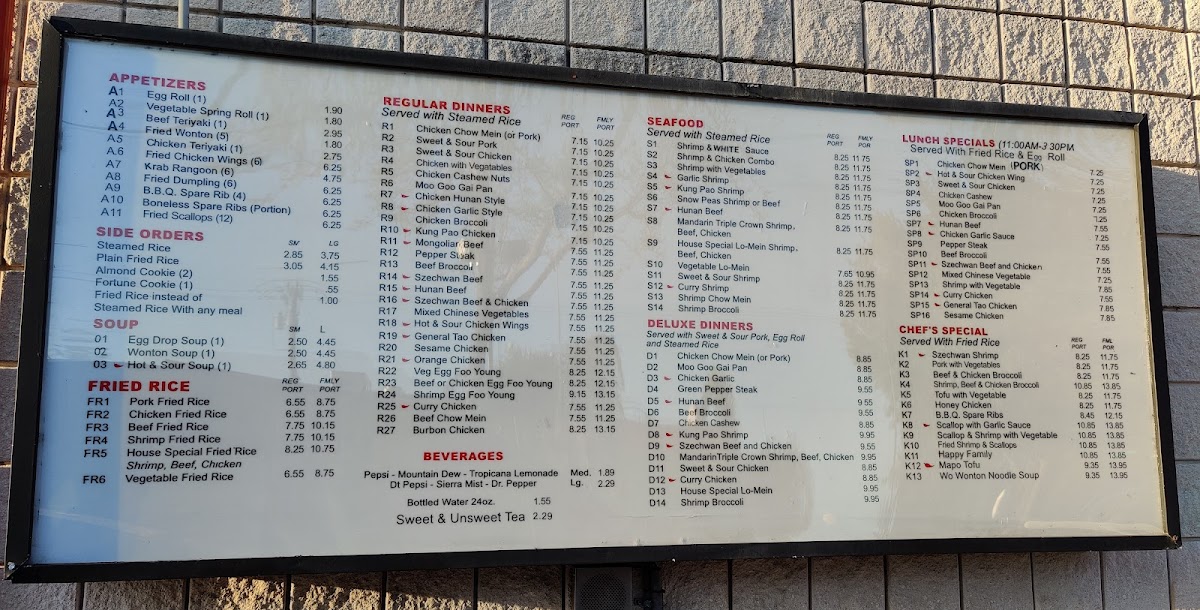 APPETIZERS
A1 Egg Roll (1) 1.90
A2 Vegetable Spring Roll (1) 1.80
A3 Beef Teriyaki (1) 2.95
A4 Fried Wonton (5) 1.80
A5 Chicken Teriyaki (1) 2.75
A.6 Fried Chicken Wings (6) 6.25
A7 Krab Rangoon (6) 4.75
A8 Fried Dumpling (6) 6.25
A9 B.B.Q. Spare Rib (4) 6.25
A10 Boneless Spare Ribs (Portion) 6.25
A11 Fried Scallops (12) 6.25
SIDE ORDERS
SM LG
Steamed Rice 2.85 3.75
Plain Fried Rice 3.05 4.15
Almond Cookie (2) 1.55
Fortune Cookie (1) .55
Fried Rice instead of 1.00
Steamed Rice With any meal
SOUP
SM L
01 Egg Drop Soup (1) 2.50 4.45
02 Wonton Soup (1) 2.50 4.45
03 Hot & Sour Soup (1) 2.65 4.80
FRIED RICE
REG PORT FMLY PORT
FR1 Pork Fried Rice 6.55 8.75
FR2 Chicken Fried Rice 6.55 8.75
FR3 Beef Fried Rice 7.75 10.15
FR4 Shrimp Fried Rice 7.75 10.15
FR5 House Special Fried Rice 8.25 10.75
Shrimp, Beef, Chicken
FR6 Vegetable Fried Rice 6.55 8.75
REGULAR DINNERS
Served with Steamed Rice
REG PORT FMLY PORT
R1 Chicken Chow Mein (or Pork) 7.15 10.25
R2 Sweet & Sour Pork 7.15 10.25
R3 Sweet & Sour Chicken 7.15 10.25
R4 Chicken with Vegatables 7.15 10.25
R5 Chicken Cashew Nuts 7.15 10.25
R6 Moo Goo Gai Pan 7.15 10.25
R7 Chicken Hunan Style 7.15 10.25
R8 Chicken Garlic Style 7.15 10.25
R9 Chicken Broccoli 7.15 10.25
R10 Kung Pao Chicken 7.15 10.25
R11 Mongolian Beef 7.55 11.25
R12 Pepper Steak 7.55 11.25
R13 Beef Broccoli 7.55 11.25
R14 Szechwan Beef 7.55 11.25
R15 Hunan Beef 7.55 11.25
R16 Szechwan Beef & Chicken 7.55 11.25
R17 Mixed Chinese Vegetables 7.55 11.25
R18 Hot & Sour Chicken Wings 7.55 11.25
R19 General Tao Chicken 7.55 11.25
R20 Sesame Chicken 7.55 11.25
R21 Orange Chicken 7.55 11.25
R22 Veg Egg Foo Young 8.25 12.15
R23 Beef or Chicken Egg Foo Young 8.25 12.15
R24 Shrimp Egg Foo Young 9.15 13.15
R25 Curry Chicken 7.55 11.25
R26 Beef Chow Mein 7.55 11.25
R27 Burbon Chicken 8.25 13.15
BEVERAGES
Pepsi - Mountain Dew - Tropicana Lemonade Med. 1.89
Dt Pepsi - Sierra Mist - Dr. Pepper Lg. 2.29
Bottled Water 24oz. 1.55
Sweet & Unsweet Tea 2.29
SEAFOOD
Served with Steamed Rice
REG PORT FMLY POR
S1 Shrimp & WHITE Sauce 8.25 11.75
S2 Shrimp & Chicken Combo 8.25 11.75
S3 Shrimp with Vegetables 8.25 11.75
S4 Garlic Shrimp 8.25 11.75
S5 Kung Pao Shrimp 8.25 11.75
S6 Snow Peas Shrimp or Beef 8.25 11.75
S7 Hunan Beef 8.25 11.75
S8 Mandarin Triple Crown Shrimp, 8.25 11.75
Beef, Chicken
S9 House Special Lo-Mein Shrimp, 8.25 11.75
Beef, Chicken
S10 Vegetable Lo-Mein 7.65 10.95
S11 Sweet & Sour Shrimp 8.25 11.75
S12 Curry Shrimp 8.25 11.75
S13 Shrimp Chow Mein 8.25 11.75
S14 Shrimp Broccoli 8.25 11.75
DELUXE DINNERS
Served with Sweet & Sour Pork, Egg Roll
and Steamed Rice
D1 Chicken Chow Mein (or Pork) 8.85
D2 Moo Goo Gai Pan 8.85
D3 Chicken Garlic 8.85
D4 Green Pepper Steak 9.55
D5 Hunan Beef 9.55
D6 Beef Broccoli 9.55
D7 Chicken Cashew 8.85
D8 Kung Pao Shrimp 9.95
D9 Szechwan Beef and Chicken 9.55
D10 MandarinTriple Crown Shrimp, Beef, Chicken 9.95
D11 Sweet & Sour Chicken 8.85
D12 Curry Chicken 8.85
D13 House Special Lo-Mein 9.95
D14 Shrimp Broccoli 9.95
LUNCH SPECIALS (11:00AM-3 30PM
Served With Fried Rice & Egg Roll
SP1 Chicken Chow Mein (PORK) 7.25
SP2 Hot & Sour Chicken Wing 7.25
SP3 Sweet & Sour Chicken 7.25
SP4 Chicken Cashew 7.25
SP5 Moo Goo Gai Pan 7.25
SP6 Chicken Broccoli 7.25
SP7 Hunan Beef 7.55
SP8 Chicken Garlic Sauce 7.25
SP9 Pepper Steak 7.55
SP10 Beef Broccoli 7.55
SP11 Szechwan Beef and Chicken 7.55
SP12 Mixed Chinese Vegetable 7.55
SP13 Shrimp with Vegetable 7.85
SP14 Curry Chicken 7.55
SP15 General Tao Chicken 7.85
SP16 Sesame Chicken 7.85
CHEF'S SPECIAL
Served With Fried Rice
REG PORT FMLY POR
K1 Szechwan Shrimp 8.25 11.75
K2 Pork with Vegetables 8.25 11.75
K3 Beef & Chicken Broccoli 8.25 11.75
K4 Shrimp, Beef & Chicken Broccoli 10.85 13.85
K5 Tofu with Vegetable 8.25 11.75
K6 Honey Chicken 8.25 11.75
K7 B.B.Q. Spare Ribs 8.45 12.15
K8 Scallop with Garlic Sauce 10.85 13.85
K9 Scallop & Shrimp with Vegetable 10.85 13.85
K10 Fried Shrimp & Scallops 10.85 13.85
K11 Happy Family 10.85 13.85
K12 Mapo Tofu 9.35 13.95
K13 Wo Wonton Noodle Soup 9.35 13.95